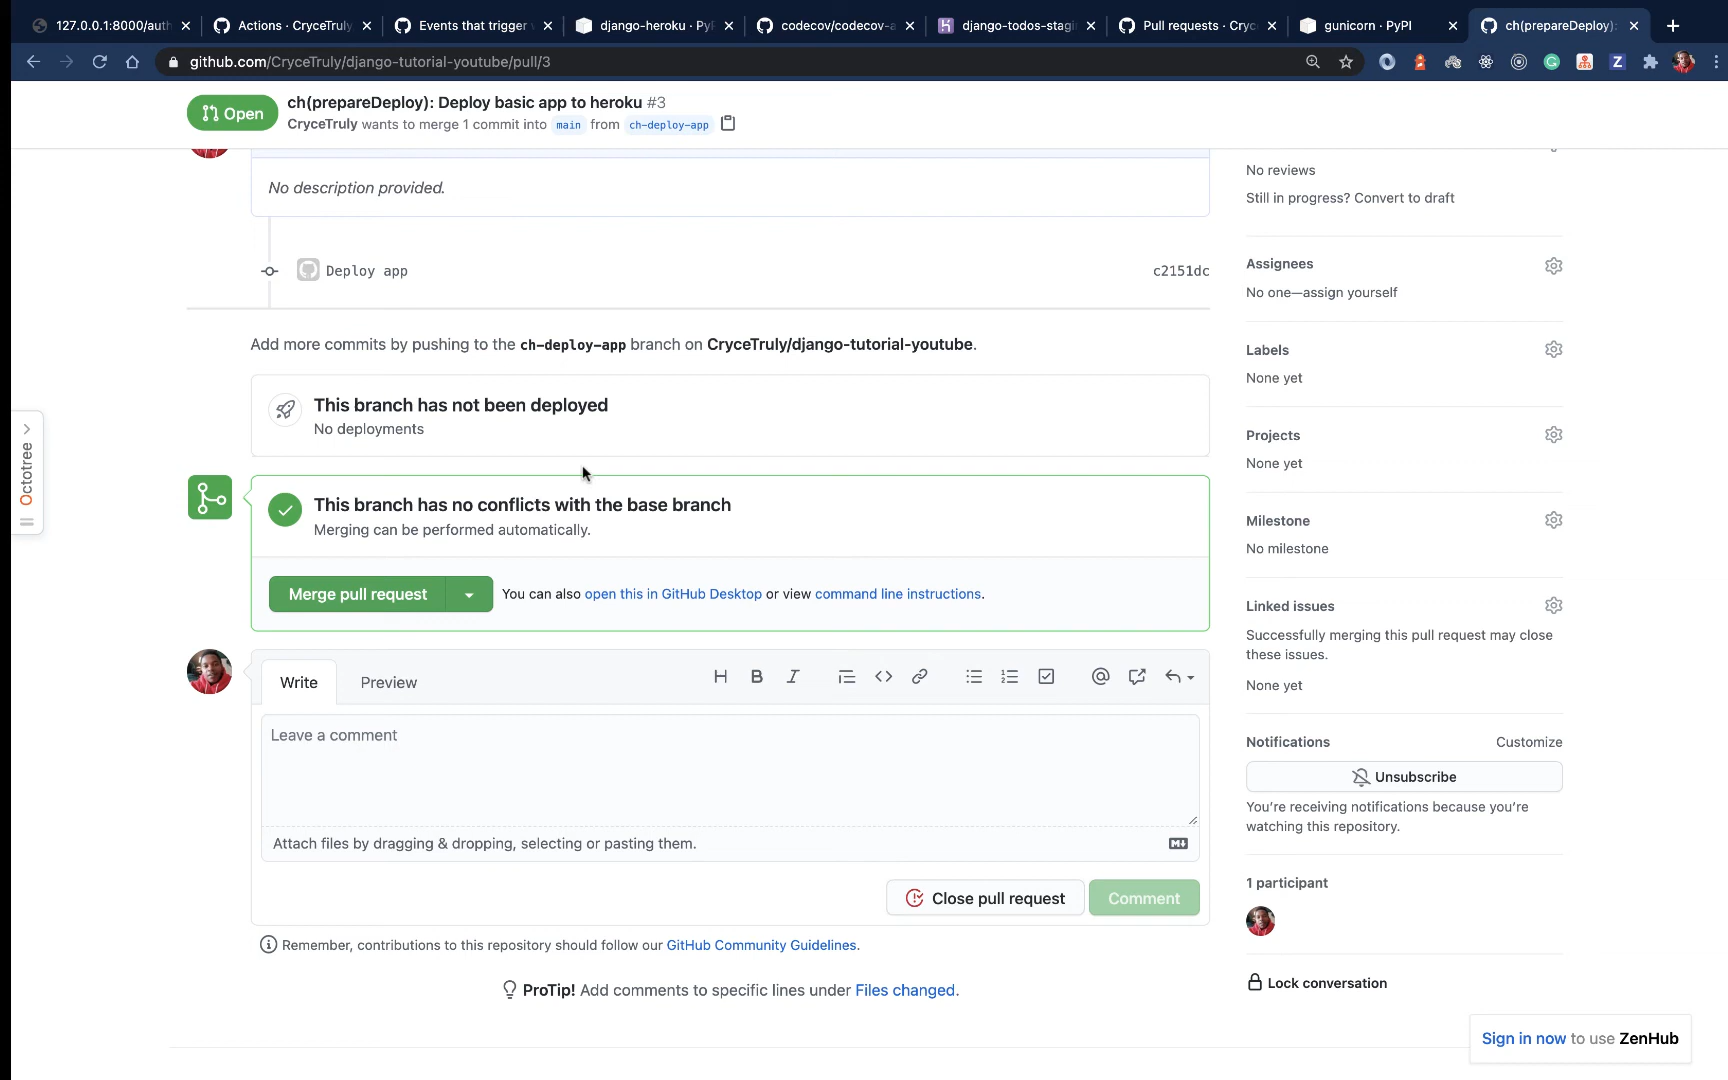 127.0.0.1:8000/auth
Actions · CryceTruly
Events that trigger
django-heroku · PyP
codecov/codecov-a
django-todos-stagi
Pull requests · Cryc
gunicorn · PyPI
ch(prepareDeploy):
github.com/CryceTruly/django-tutorial-youtube/pull/3
Open
ch(prepareDeploy): Deploy basic app to heroku #3
CryceTruly wants to merge 1 commit into main from ch-deploy-app
No description provided.
Deploy app
c2151dc
Add more commits by pushing to the ch-deploy-app branch on CryceTruly/django-tutorial-youtube.
This branch has not been deployed
No deployments
This branch has no conflicts with the base branch
Merging can be performed automatically.
Merge pull request
You can also open this in GitHub Desktop or view command line instructions.
Write
Preview
Leave a comment
Attach files by dragging & dropping, selecting or pasting them.
Close pull request
Comment
Remember, contributions to this repository should follow our GitHub Community Guidelines.
ProTip! Add comments to specific lines under Files changed.
Octotree
No reviews
Still in progress? Convert to draft
Assignees
No one—assign yourself
Labels
None yet
Projects
None yet
Milestone
No milestone
Linked issues
Successfully merging this pull request may close
these issues.
None yet
Notifications
Customize
Unsubscribe
You're receiving notifications because you're
watching this repository.
1 participant
Lock conversation
Sign in now to use ZenHub